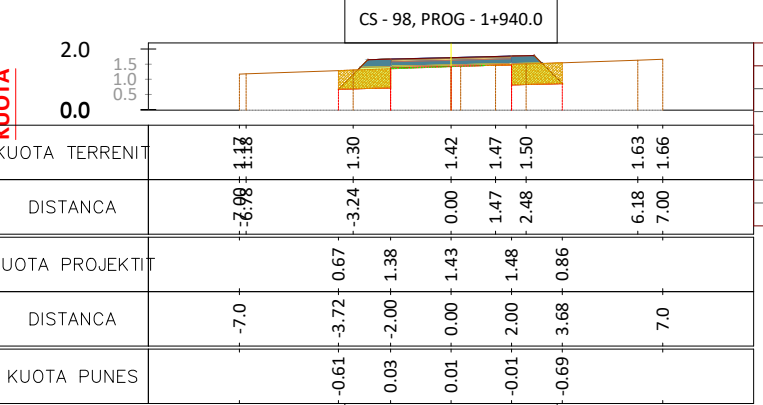 CS - 98, PROG - 1+940.0
KUOTA
2.0
1.5
1.0
0.5
0.0
KUOTA TERRENIT 1.17 1.18 1.30 1.42 1.47 1.50 1.63 1.66
DISTANCA -7.00 -6.78 -3.24 0.00 1.47 2.48 6.18 7.00
UOTA PROJEKTIT 0.67 1.38 1.43 1.48 0.86
DISTANCA -7.0 -3.72 -2.00 0.00 2.00 3.68 7.0
KUOTA PUNES -0.61 0.03 0.01 -0.01 -0.69